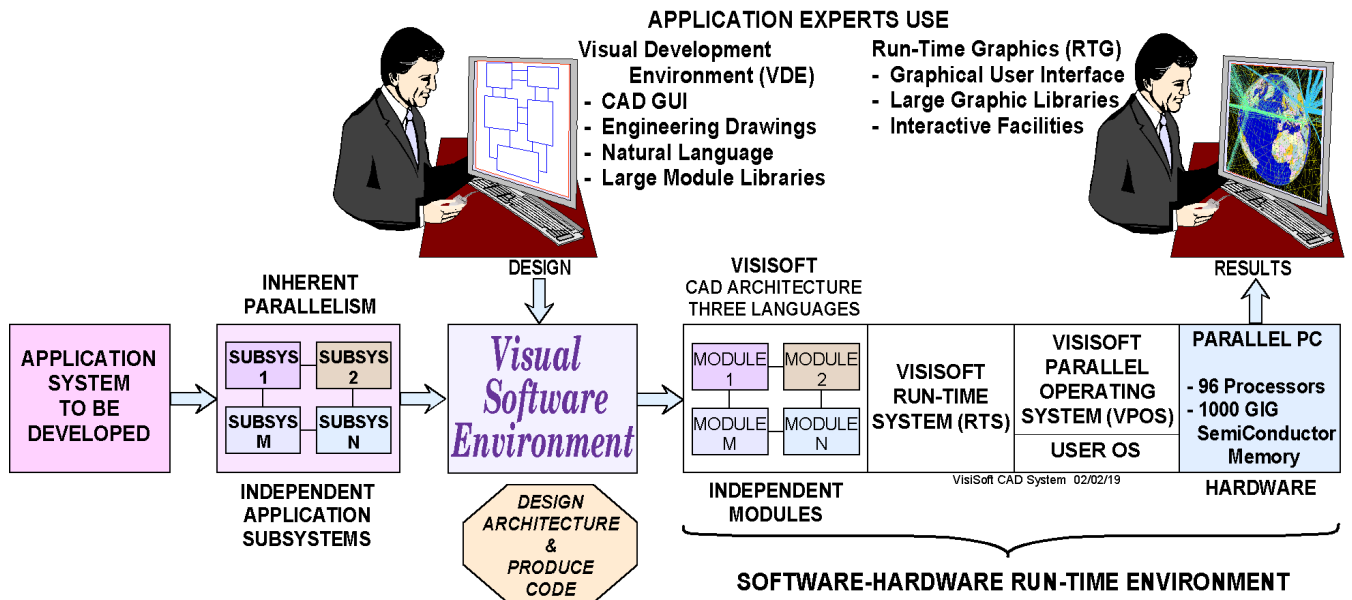 APPLICATION EXPERTS USE
Visual Development
Environment (VDE)
- CAD GUI
- Engineering Drawings
- Natural Language
- Large Module Libraries
Run-Time Graphics (RTG)
- Graphical User Interface
- Large Graphic Libraries
- Interactive Facilities
DESIGN
RESULTS
INHERENT
PARALLELISM
VISISOFT
CAD ARCHITECTURE
THREE LANGUAGES
APPLICATION
SYSTEM
TO BE
DEVELOPED
SUBSYS
1
SUBSYS
2
SUBSYS
M
SUBSYS
N
Visual
Software
Environment
MODULE
1
MODULE
2
MODULE
M
MODULE
N
VISISOFT
RUN-TIME
SYSTEM (RTS)
VISISOFT
PARALLEL
OPERATING
SYSTEM (VPOS)
USER OS
PARALLEL PC
- 96 Processors
- 1000 GIG
SemiConductor
Memory
VisiSoft CAD System 02/02/19
INDEPENDENT
APPLICATION
SUBSYSTEMS
DESIGN
ARCHITECTURE
&
PRODUCE
CODE
INDEPENDENT
MODULES
HARDWARE
SOFTWARE-HARDWARE RUN-TIME ENVIRONMENT